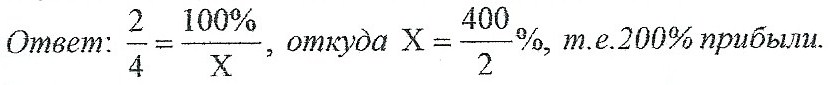 Ответ: 2/4 = 100%/X, откуда X = 400/2 %, т.е.200% прибыли.